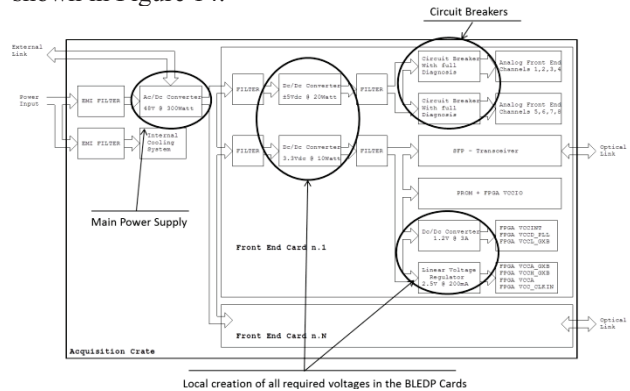 shown in Figure 14.
Circuit Breakers
External
Link
Power
Input
EMI FILTER
Ac/Dc Converter
48V @ 300Watt
EMI FILTER
Internal
Cooling
System
Main Power Supply
FILTER
Dc/Dc Converter
±5Vdc @ 20Watt
FILTER
Circuit Breaker
With full
Diagnosis
Analog Front End
Channels 1,2,3,4
Circuit Breaker
With full
Diagnosis
Analog Front End
Channels 5,6,7,8
FILTER
Dc/Dc Converter
3.3Vdc @ 10Watt
FILTER
SFP - Transceiver
Optical
Link
PROM + FPGA VCCIO
Dc/Dc Converter
1.2V @ 3A
FPGA VCCINT
FPGA VCCD_PLL
FPGA VCCL_GXB
Linear Voltage
Regulator
2.5V @ 200mA
FPGA VCCA_GXB
FPGA VCCH_GXB
FPGA VCCA
FPGA VCC_CLKIN
Front End Card n.1
Front End Card n.N
Optical
Link
Acquisition Crate
Local creation of all required voltages in the BLEDP Cards